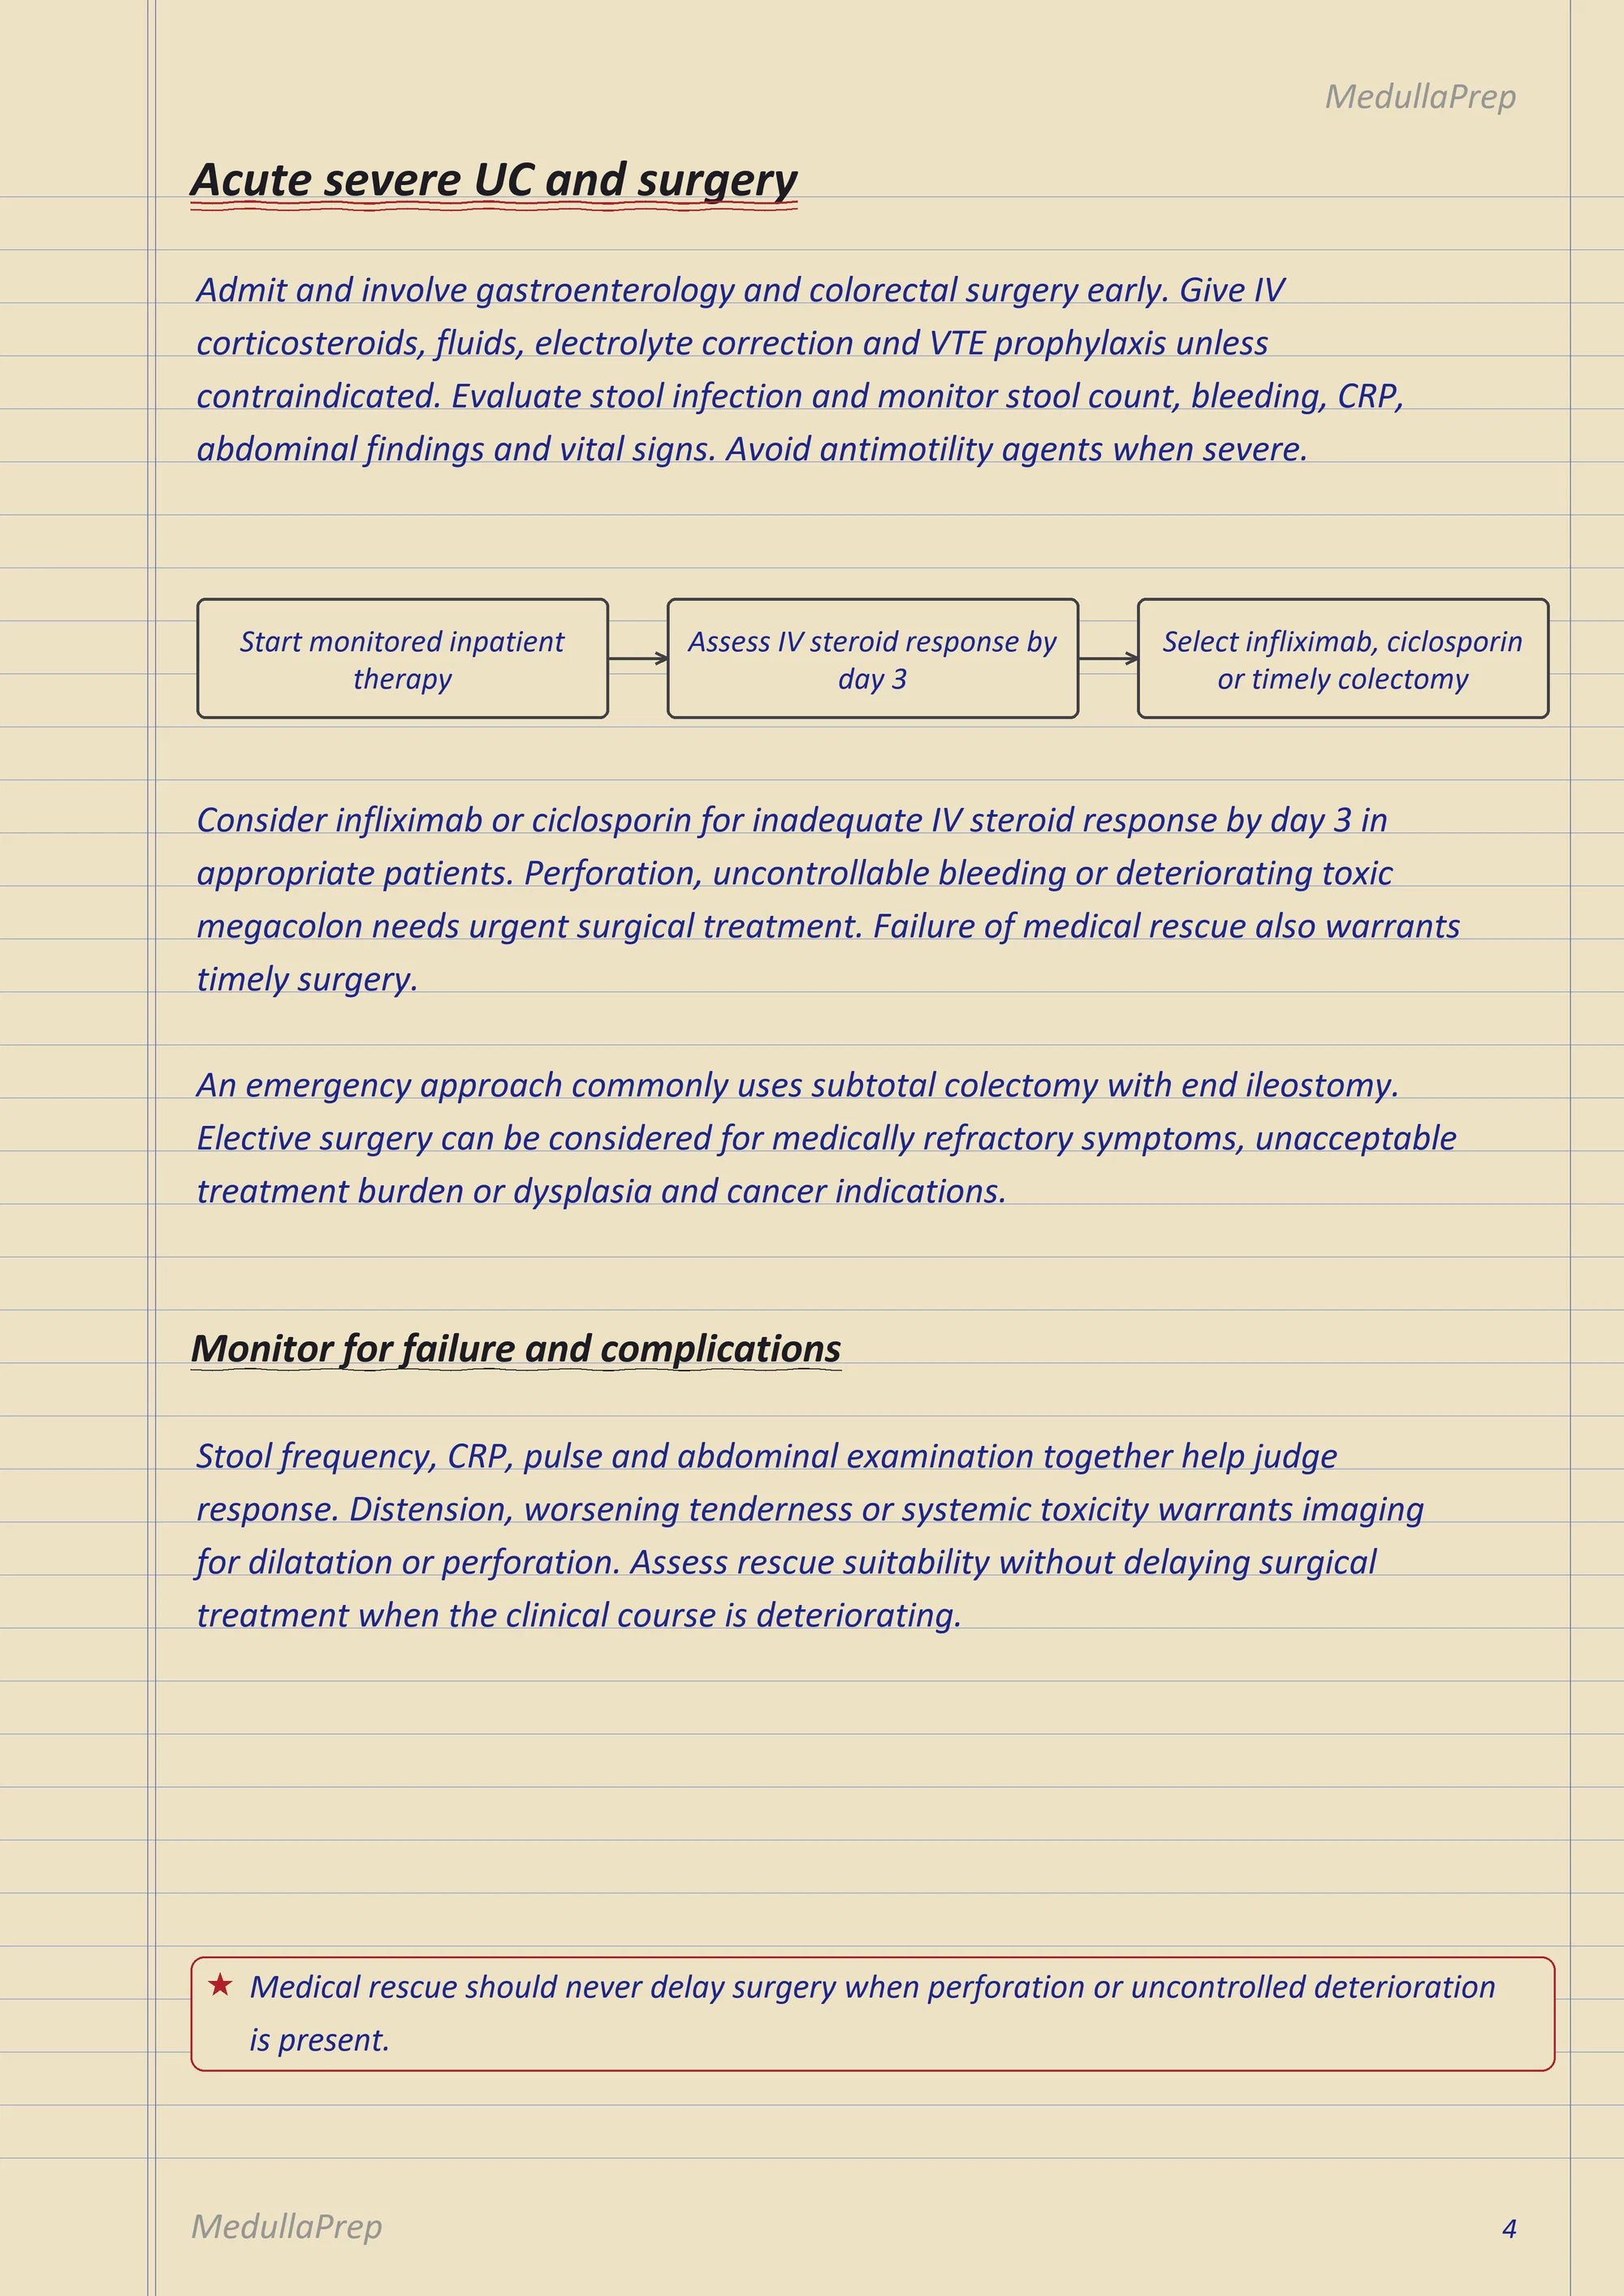 MedullaPrep
Acute severe UC and surgery
Admit and involve gastroenterology and colorectal surgery early. Give IV
corticosteroids, fluids, electrolyte correction and VTE prophylaxis unless
contraindicated. Evaluate stool infection and monitor stool count, bleeding, CRP,
abdominal findings and vital signs. Avoid antimotility agents when severe.
Start monitored inpatient
therapy
Assess IV steroid response by
day 3
Select infliximab, ciclosporin
or timely colectomy
Consider infliximab or ciclosporin for inadequate IV steroid response by day 3 in
appropriate patients. Perforation, uncontrollable bleeding or deteriorating toxic
megacolon needs urgent surgical treatment. Failure of medical rescue also warrants
timely surgery.
An emergency approach commonly uses subtotal colectomy with end ileostomy.
Elective surgery can be considered for medically refractory symptoms, unacceptable
treatment burden or dysplasia and cancer indications.
Monitor for failure and complications
Stool frequency, CRP, pulse and abdominal examination together help judge
response. Distension, worsening tenderness or systemic toxicity warrants imaging
for dilatation or perforation. Assess rescue suitability without delaying surgical
treatment when the clinical course is deteriorating.
★ Medical rescue should never delay surgery when perforation or uncontrolled deterioration
is present.
MedullaPrep
4